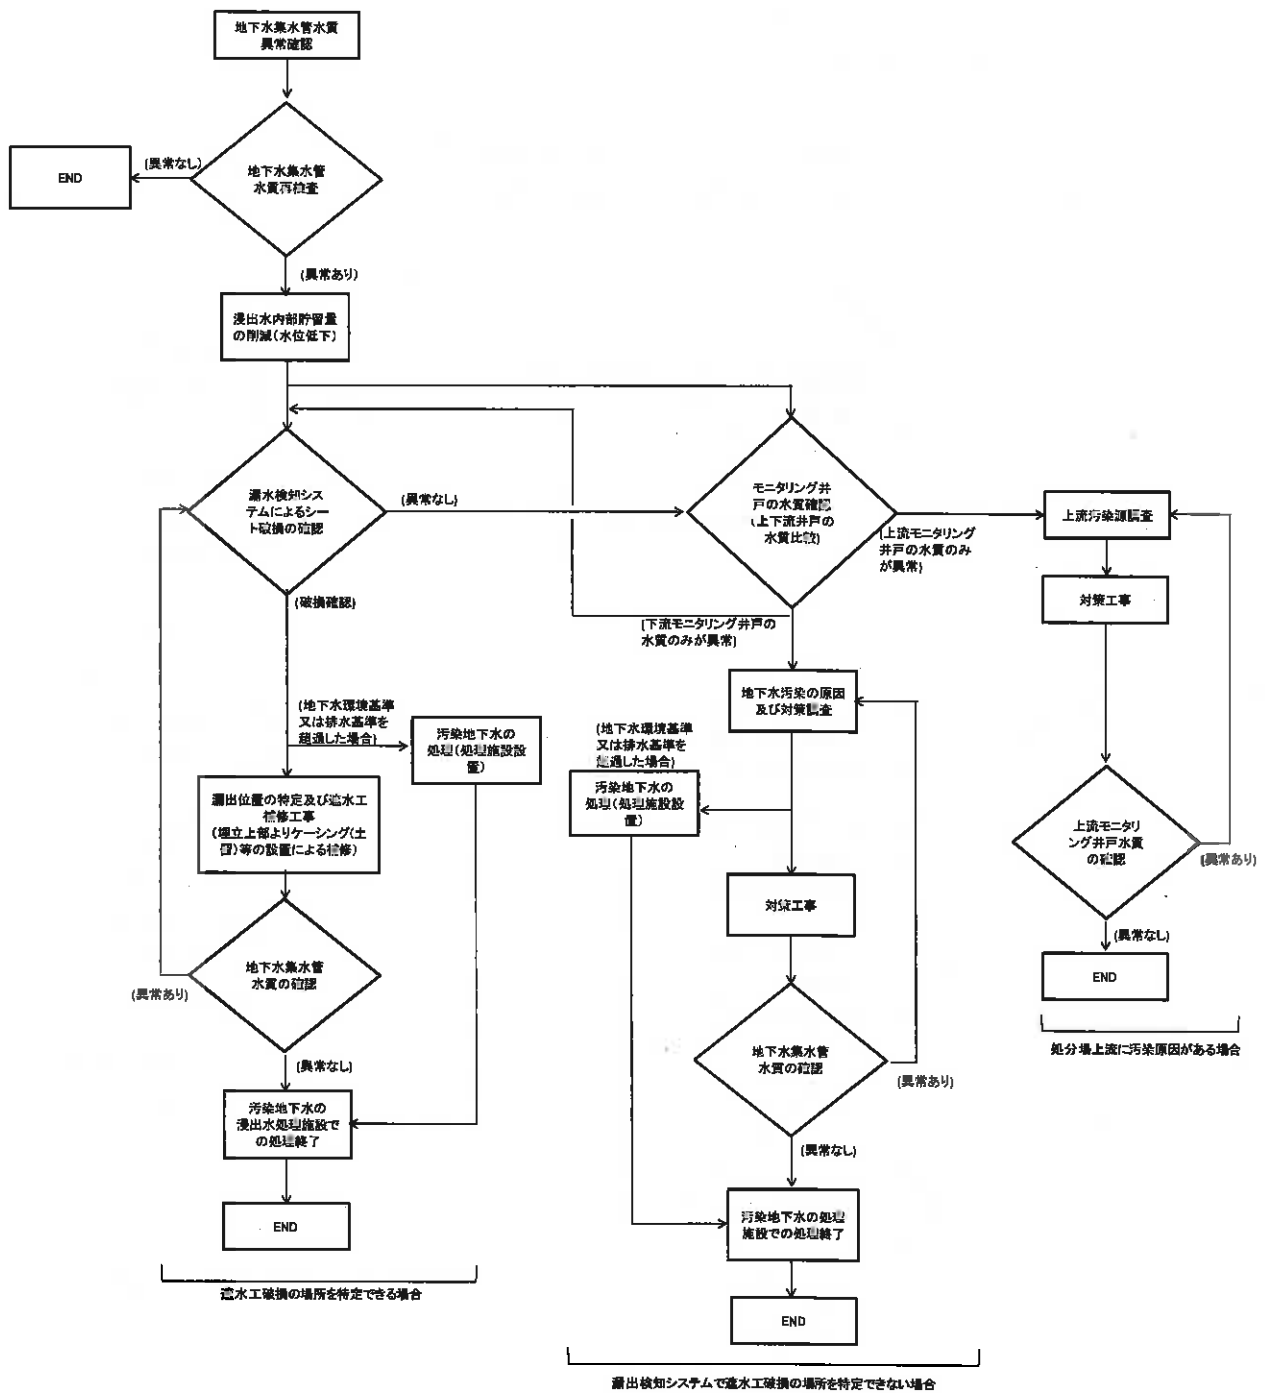 地下水集水管水質
異常確認
END
(異常なし)
地下水集水管
水質再検査
(異常あり)
浸出水内部貯留量
の削減(水位低下)
漏水検知シス
テムによるシー
ト破損の確認
(異常なし)
モニタリング井
戸の水質確認
(上下流井戸の
水質比較)
(上流モニタリング
井戸の水質のみ
が異常)
上流汚染源調査
対策工事
(破損確認)
(下流モニタリング井戸の
水質のみが異常)
地下水汚染の原因
及び対策調査
(地下水環境基準
又は排水基準を
超過した場合)
汚染地下水の
処理(処理施設設
置)
(地下水環境基準
又は排水基準を
超過した場合)
汚染地下水の
処理(処理施設設
置)
漏出位置の特定及び遮水工
補修工事
(埋立上部よりケーシング(土
留)等の設置による補修)
上流モニタリ
ング井戸水質
の確認
(異常あり)
対策工事
(異常なし)
END
処分場上流に汚染原因がある場合
地下水集水管
水質の確認
(異常あり)
(異常なし)
地下水集水管
水質の確認
(異常あり)
(異常なし)
汚染地下水の
浸出水処理施設で
の処理終了
END
遮水工破損の場所を特定できる場合
汚染地下水の処理
施設での処理終了
END
漏出検知システムで遮水工破損の場所を特定できない場合